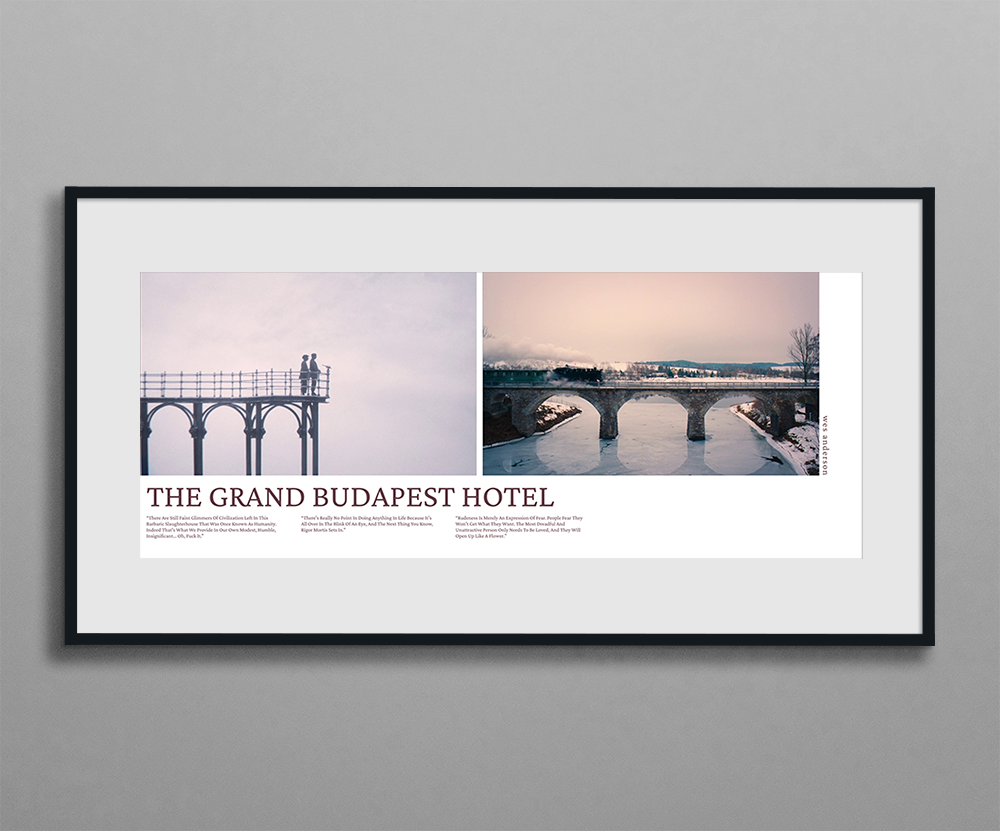 wes anderson
THE GRAND BUDAPEST HOTEL
"There Are Still Faint Glimmers Of Civilization Left In This
Barbaric Slaughterhouse That Was Once Known As Humanity.
Indeed That's What We Provide In Our Own Modest, Humble,
Insignificant... Oh, Fuck It."
"There's Really No Point In Doing Anything In Life Because It's
All Over In The Blink Of An Eye, And The Next Thing You Know,
Rigor Mortis Sets In."
"Rudeness Is Merely An Expression Of Fear. People Fear They
Won't Get What They Want. The Most Dreadful And
Unattractive Person Only Needs To Be Loved, And They Will
Open Up Like A Flower."